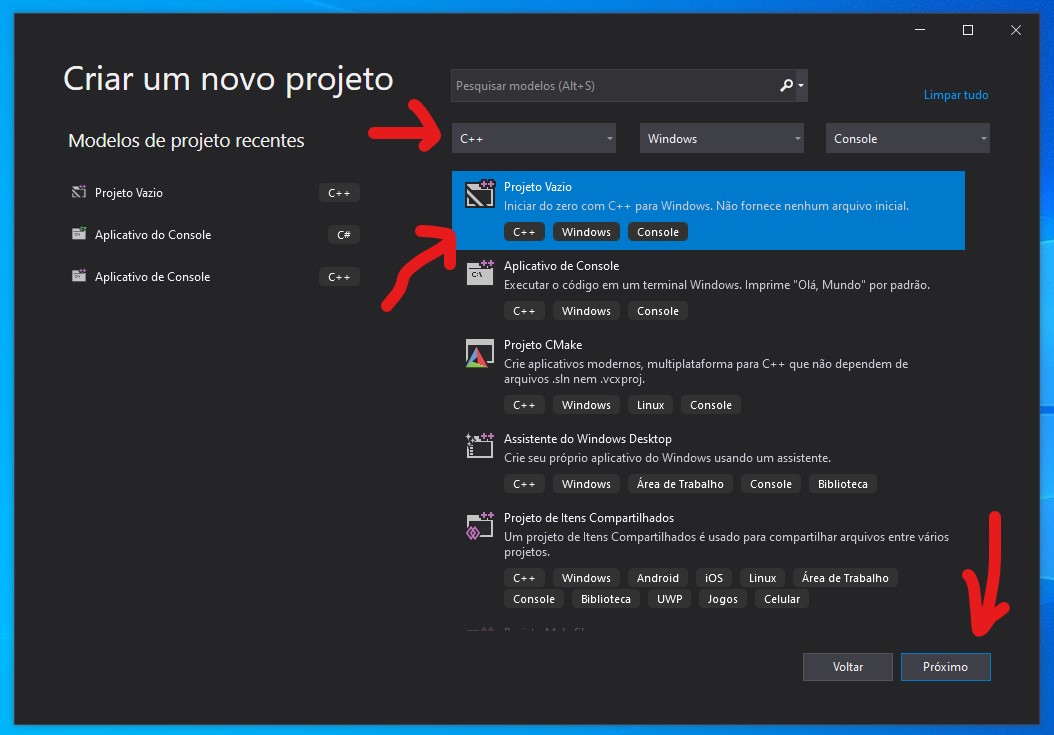 Criar um novo projeto
Pesquisar modelos (Alt+S)
Limpar tudo
Modelos de projeto recentes
C++
Windows
Console
Projeto Vazio
C++
Aplicativo do Console
C#
Aplicativo de Console
C++
Projeto Vazio
Iniciar do zero com C++ para Windows. Não fornece nenhum arquivo inicial.
C++ Windows Console
Aplicativo de Console
Executar o código em um terminal Windows. Imprime "Olá, Mundo" por padrão.
C++ Windows Console
Projeto CMake
Crie aplicativos modernos, multiplataforma para C++ que não dependem de
arquivos .sln nem .vcxproj.
C++ Windows Linux Console
Assistente do Windows Desktop
Crie seu próprio aplicativo do Windows usando um assistente.
C++ Windows Área de Trabalho Console Biblioteca
Projeto de Itens Compartilhados
Um projeto de Itens Compartilhados é usado para compartilhar arquivos entre vários
projetos.
C++ Windows Android iOS Linux Área de Trabalho
Console Biblioteca UWP Jogos Celular
Voltar
Próximo